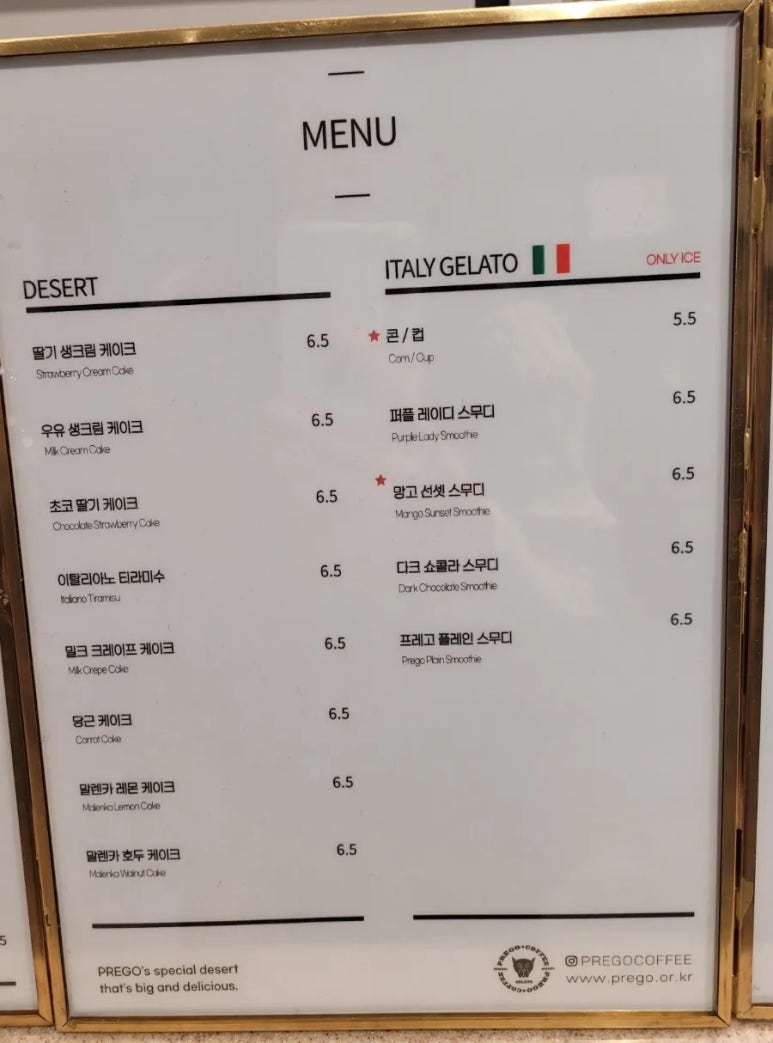 MENU
DESERT
딸기 생크림 케이크 6.5
Strawberry Cream Cake
우유 생크림 케이크 6.5
Milk Cream Cake
초코 딸기 케이크 6.5
Chocolate Strawberry Cake
이탈리아노 티라미수 6.5
Italiano Tiramisu
밀크 크레이프 케이크 6.5
Milk Crepe Cake
당근 케이크 6.5
Carrot Cake
말렌카 레몬 케이크 6.5
Malenka Lemon Cake
말렌카 호두 케이크 6.5
Malenka Walnut Cake
PREGO's special desert
that's big and delicious.
ITALY GELATO ONLY ICE
콘 / 컵 5.5
Corn / Cup
퍼플 레이디 스무디 6.5
Purple Lady Smoothie
망고 선셋 스무디 6.5
Mango Sunset Smoothie
다크 쇼콜라 스무디 6.5
Dark Chocolate Smoothie
프레고 플레인 스무디 6.5
Prego Plain Smoothie
PREGO COFFEE
GELATO
PREGO COFFEE
PREGOCOFFEE
www.prego.or.kr
5